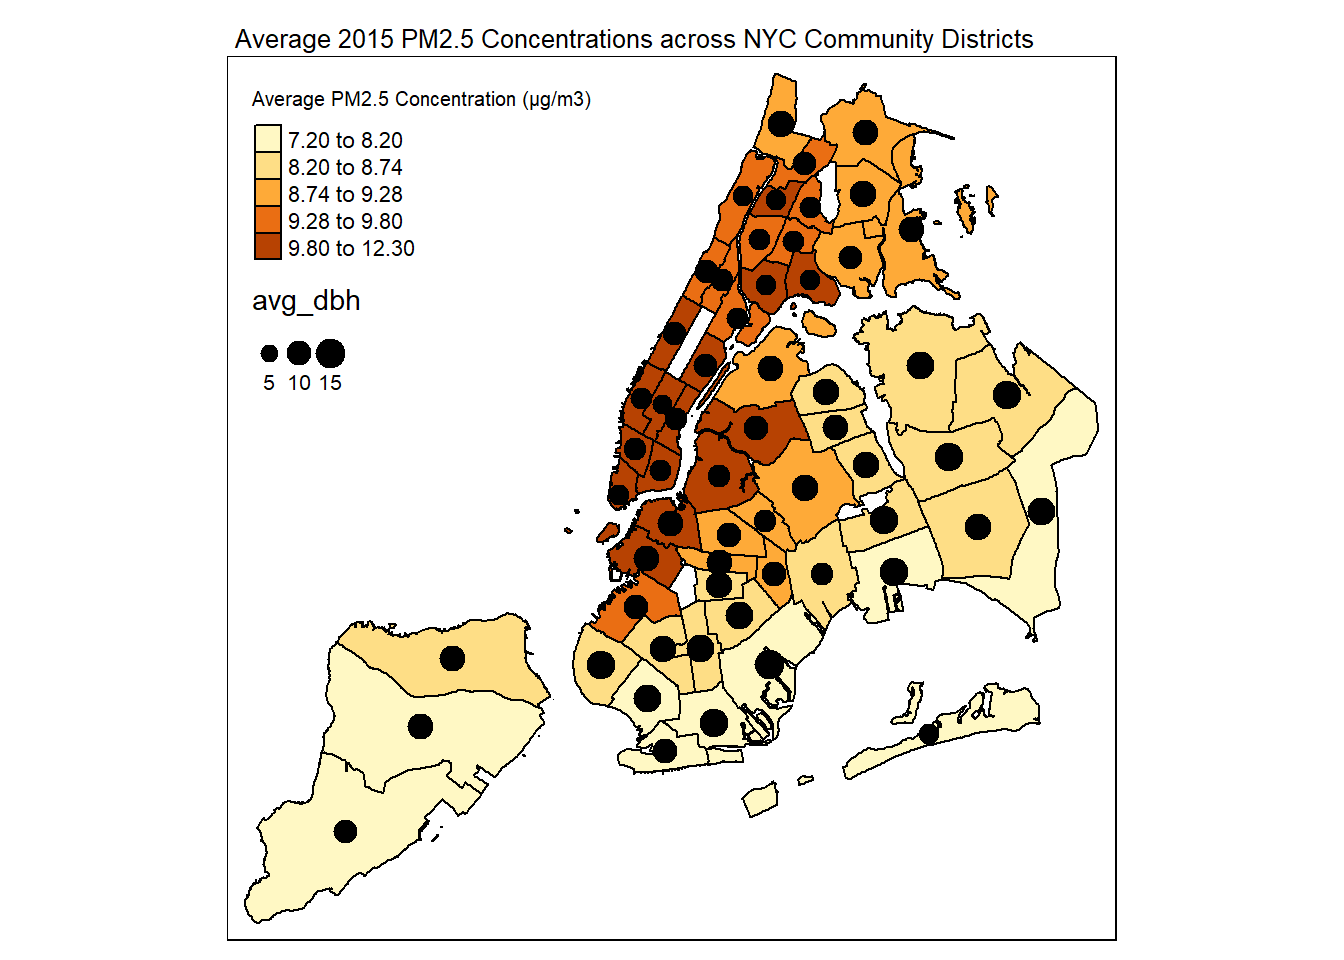 Average 2015 PM2.5 Concentrations across NYC Community Districts
Average PM2.5 Concentration (µg/m3)
7.20 to 8.20
8.20 to 8.74
8.74 to 9.28
9.28 to 9.80
9.80 to 12.30
avg_dbh
5 10 15